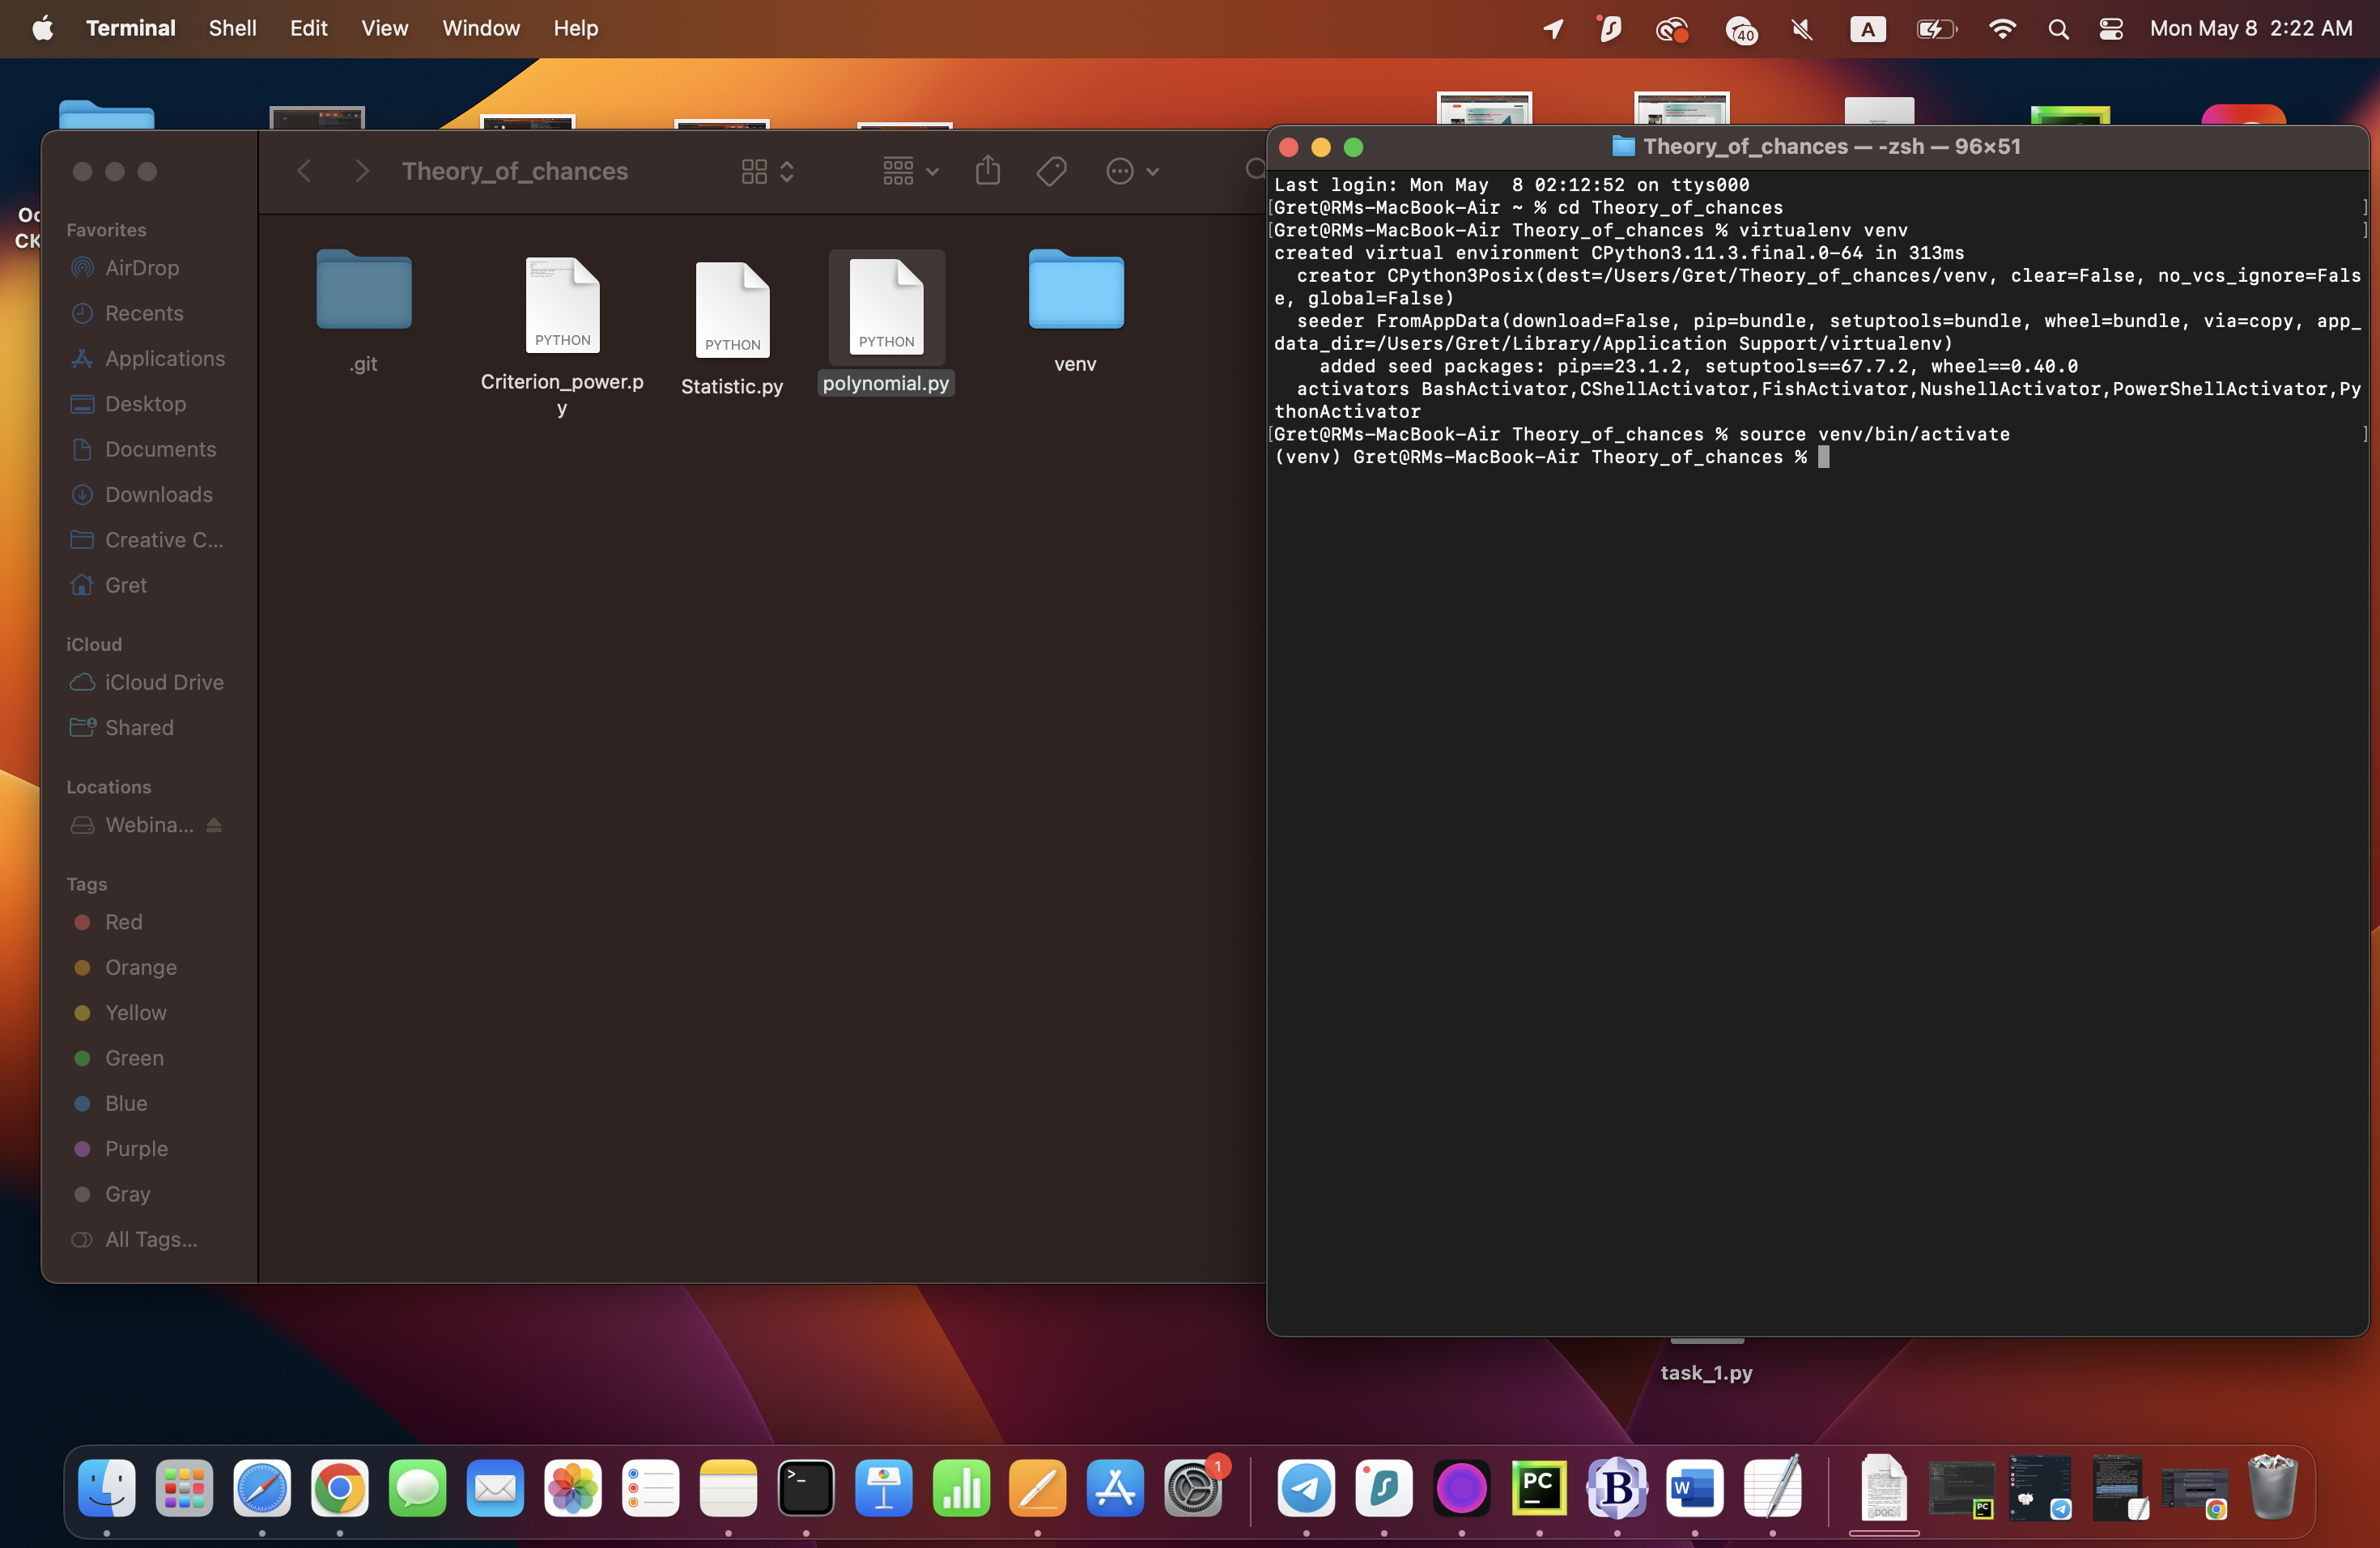 Terminal Shell Edit View Window Help
40 A Mon May 8 2:22 AM
Theory_of_chances
Favorites
AirDrop
Recents
Applications
Desktop
Documents
Downloads
Creative C...
Gret
iCloud
iCloud Drive
Shared
Locations
Webina...
Tags
Red
Orange
Yellow
Green
Blue
Purple
Gray
All Tags...
.git
PYTHON
Criterion_power.p
y
PYTHON
Statistic.py
PYTHON
polynomial.py
venv
Theory_of_chances — -zsh — 96×51
Last login: Mon May  8 02:12:52 on ttys000
[Gret@RMs-MacBook-Air ~ % cd Theory_of_chances ]
[Gret@RMs-MacBook-Air Theory_of_chances % virtualenv venv ]
created virtual environment CPython3.11.3.final.0-64 in 313ms
  creator CPython3Posix(dest=/Users/Gret/Theory_of_chances/venv, clear=False, no_vcs_ignore=Fals
e, global=False)
  seeder FromAppData(download=False, pip=bundle, setuptools=bundle, wheel=bundle, via=copy, app_
data_dir=/Users/Gret/Library/Application Support/virtualenv)
    added seed packages: pip==23.1.2, setuptools==67.7.2, wheel==0.40.0
  activators BashActivator,CShellActivator,FishActivator,NushellActivator,PowerShellActivator,Py
thonActivator
[Gret@RMs-MacBook-Air Theory_of_chances % source venv/bin/activate ]
(venv) Gret@RMs-MacBook-Air Theory_of_chances %
task_1.py
1
PC
B
W
DOC
PC